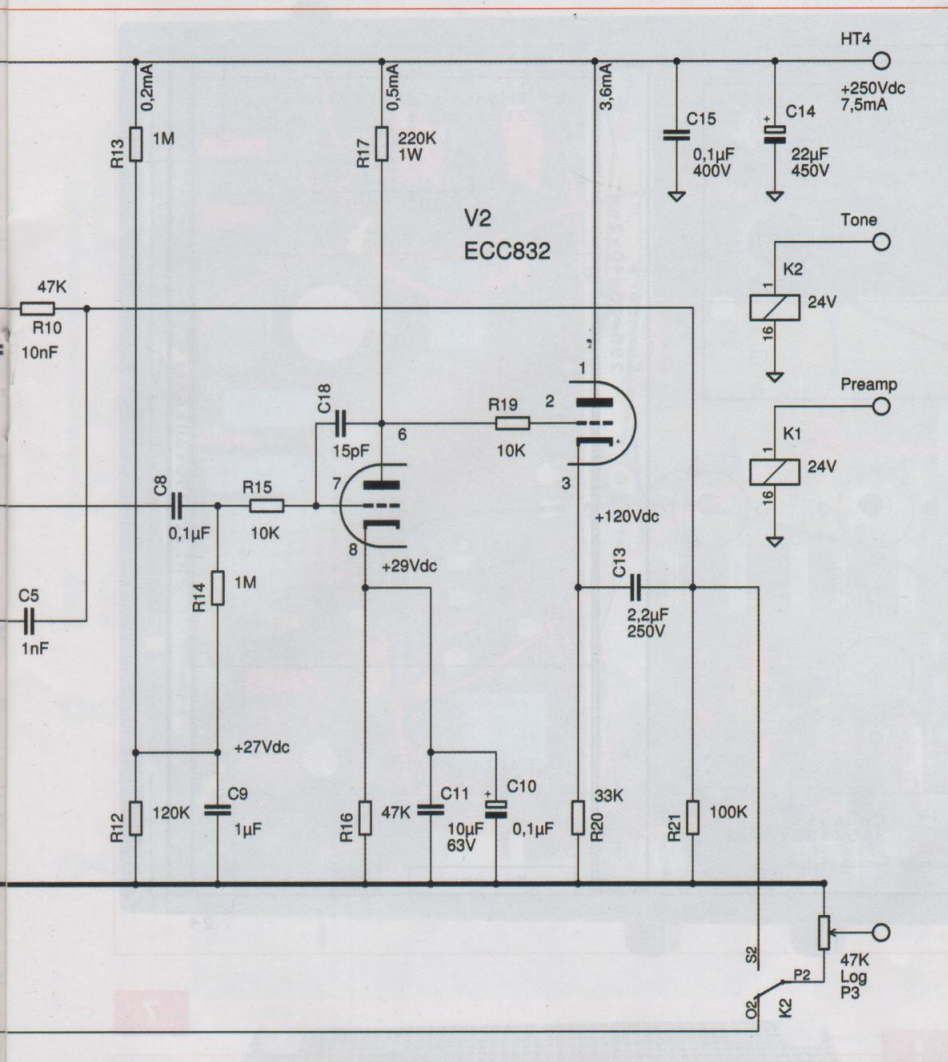 HT4
+250Vdc
7,5mA
0,2mA
0,5mA
3,6mA
R13
1M
R17
220K
1W
C15
0,1µF
400V
C14
+
22µF
450V
V2
ECC832
Tone
K2
1
24V
16
47K
R10
10nF
Preamp
K1
1
24V
16
C18
15pF
6
R19
10K
1
2
3
C8
0,1µF
R15
10K
7
8
+29Vdc
+120Vdc
R14
1M
C13
2,2µF
250V
C5
1nF
+27Vdc
R12
120K
C9
1µF
R16
47K
C11
10µF
63V
+
C10
0,1µF
33K
R20
R21
100K
S2
P2
O2
K2
47K
Log
P3